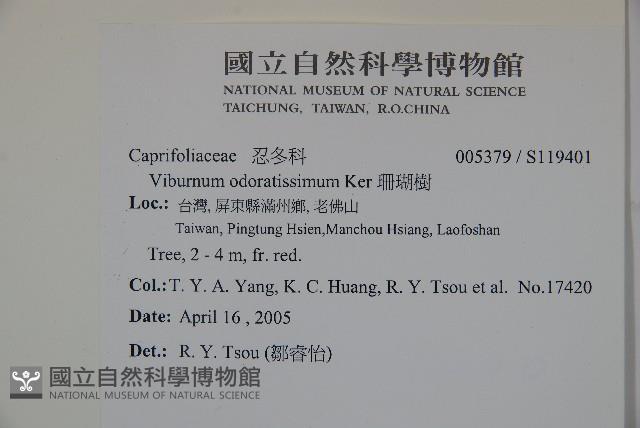 國立自然科學博物館
NATIONAL MUSEUM OF NATURAL SCIENCE
TAICHUNG, TAIWAN, R.O.CHINA
Caprifoliaceae 忍冬科 005379 / S119401
Viburnum odoratissimum Ker 珊瑚樹
Loc.: 台灣, 屏東縣滿州鄉, 老佛山
Taiwan, Pingtung Hsien,Manchou Hsiang, Laofoshan
Tree, 2 - 4 m, fr. red.
Col.: T. Y. A. Yang, K. C. Huang, R. Y. Tsou et al. No.17420
Date: April 16 , 2005
Det.: R. Y. Tsou (鄒睿怡)
國立自然科學博物館
NATIONAL MUSEUM OF NATURAL SCIENCE